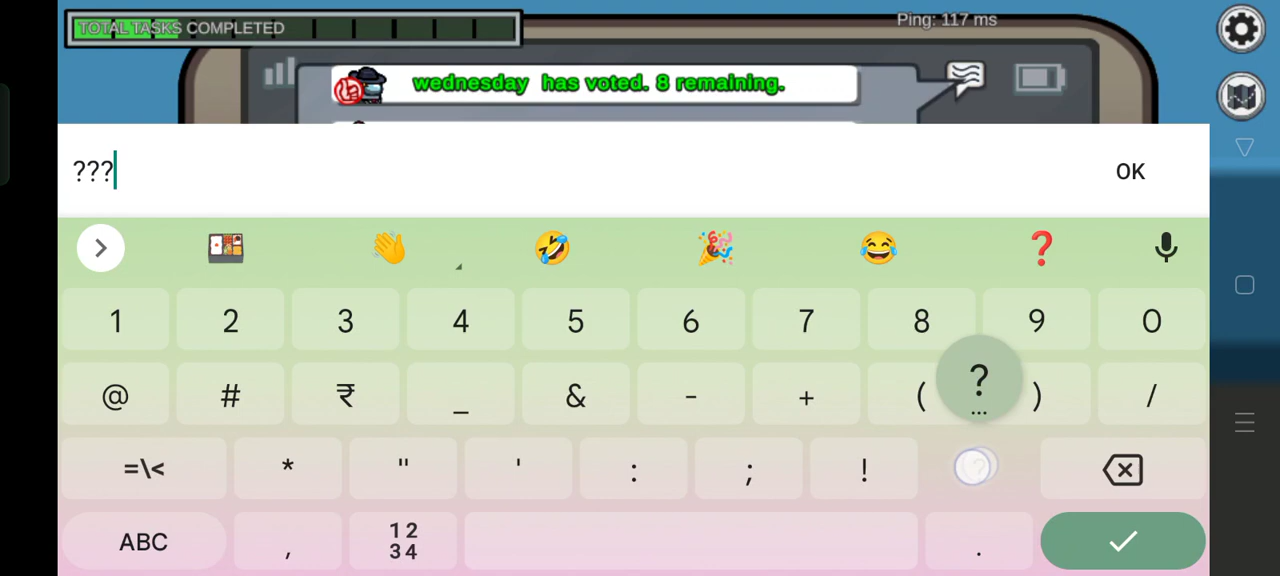 TOTAL TASKS COMPLETED
Ping: 117 ms
wednesday has voted. 8 remaining.
???
OK
1 2 3 4 5 6 7 8 9 0
@ # ₹ _ & - + ( ? ) /
=\< * " ' : ; ! ?
ABC , 12 .
34